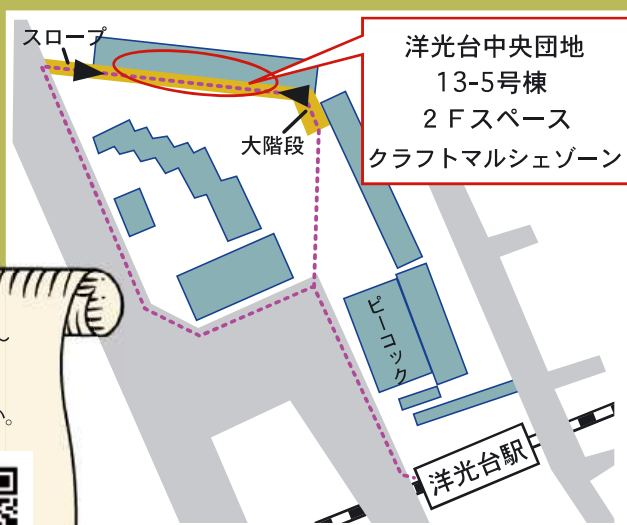 スロープ
大階段
洋光台中央団地
13-5号棟
2Fスペース
クラフトマルシェゾーン
ピーコック
洋光台駅
～
い。